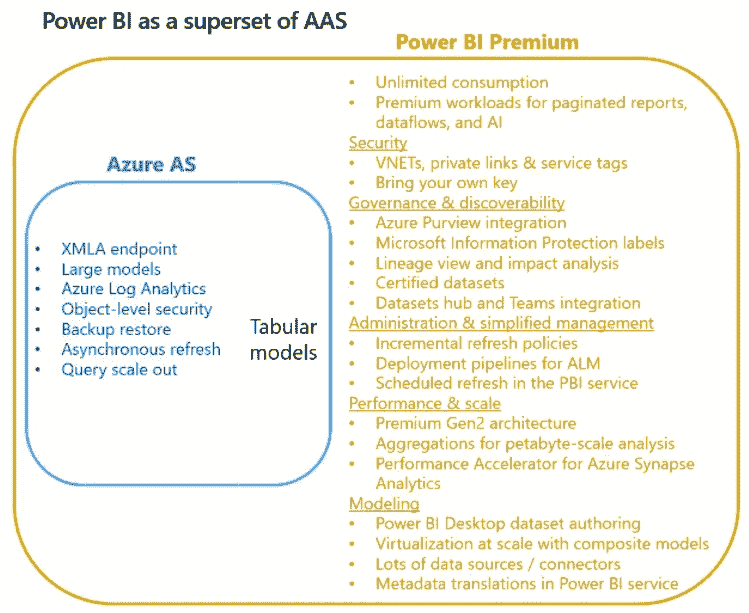 Power BI as a superset of AAS
Power BI Premium
• Unlimited consumption
• Premium workloads for paginated reports,
dataflows, and AI
Security
• VNETs, private links & service tags
• Bring your own key
Governance & discoverability
• Azure Purview integration
• Microsoft Information Protection labels
• Lineage view and impact analysis
• Certified datasets
• Datasets hub and Teams integration
Administration & simplified management
• Incremental refresh policies
• Deployment pipelines for ALM
• Scheduled refresh in the PBI service
Performance & scale
• Premium Gen2 architecture
• Aggregations for petabyte-scale analysis
• Performance Accelerator for Azure Synapse
Analytics
Modeling
• Power BI Desktop dataset authoring
• Virtualization at scale with composite models
• Lots of data sources / connectors
• Metadata translations in Power BI service
Azure AS
• XMLA endpoint
• Large models
• Azure Log Analytics
• Object-level security
• Backup restore
• Asynchronous refresh
• Query scale out
Tabular
models